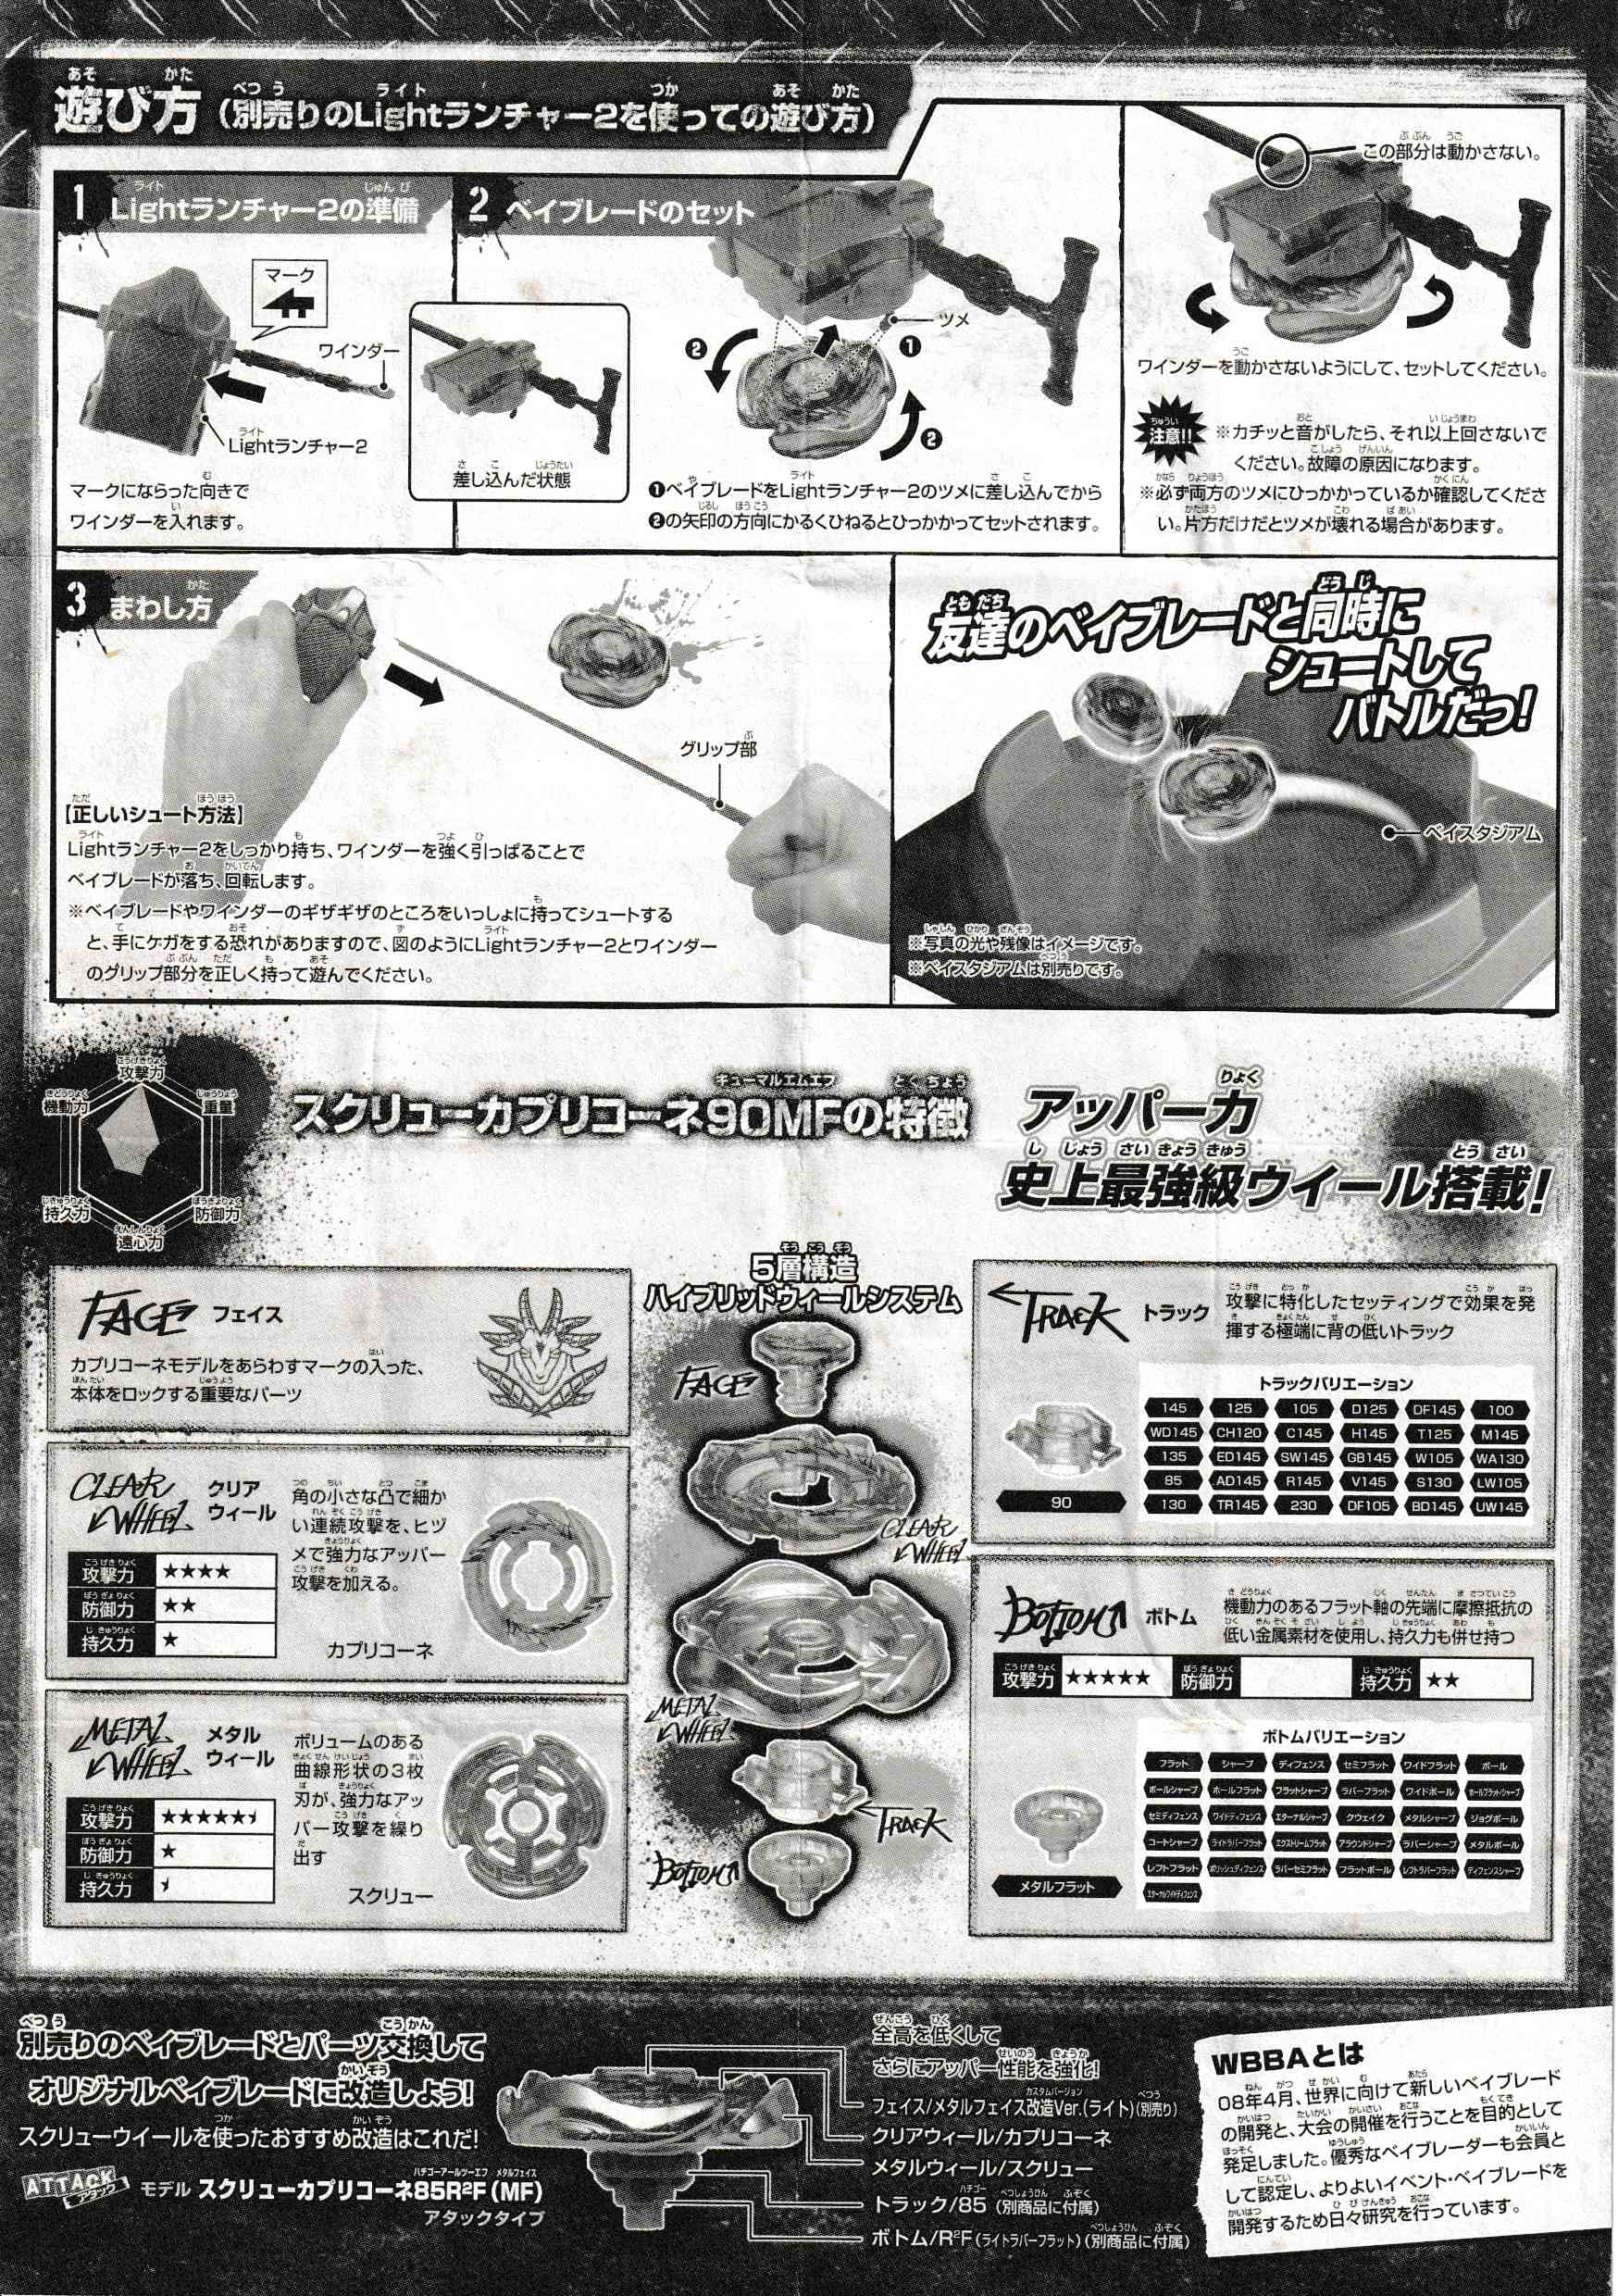 遊び方（別売りのLightランチャー2を使っての遊び方）
1 Lightランチャー2の準備
マーク
ワインダー
Lightランチャー2
マークにならった向きで
ワインダーを入れます。
差し込んだ状態
2 ベイブレードのセット
ツメ
❶
❷
❷
❶ベイブレードをLightランチャー2のツメに差し込んでから
❷の矢印の方向にかるくひねるとひっかかってセットされます。
この部分は動かさない。
ワインダーを動かさないようにして、セットしてください。
注意!!
※カチッと音がしたら、それ以上回さないで
ください。故障の原因になります。
※必ず両方のツメにひっかかっているか確認してくださ
い。片方だけだとツメが壊れる場合があります。
3 まわし方
グリップ部
【正しいシュート方法】
Lightランチャー2をしっかり持ち、ワインダーを強く引っぱることで
ベイブレードが落ち、回転します。
※ベイブレードやワインダーのギザギザのところをいっしょに持ってシュートする
と、手にケガをする恐れがありますので、図のようにLightランチャー2とワインダー
のグリップ部分を正しく持って遊んでください。
友達のベイブレードと同時に
シュートして
バトルだっ!
ベイスタジアム
※写真の光や残像はイメージです。
※ベイスタジアムは別売りです。
攻撃力
重量
防御力
遠心力
持久力
機動力
スクリューカプリコーネ90MFの特徴
アッパー力
史上最強級ウイール搭載!
FACE フェイス
カプリコーネモデルをあらわすマークの入った、
本体をロックする重要なパーツ
CLEAR WHEEL クリアウィール
角の小さな凸で細か
い連続攻撃を、ヒヅ
メで強力なアッパー
攻撃を加える。
攻撃力 ★★★★
防御力 ★★
持久力 ★
カプリコーネ
METAL WHEEL メタルウィール
ボリュームのある
曲線形状の3枚
刃が、強力なアッ
パー攻撃を繰り
出す
攻撃力 ★★★★★
防御力 ★
持久力
スクリュー
5層構造
ハイブリッドウィールシステム
FACE
CLEAR WHEEL
METAL WHEEL
TRACK
BOTTOM
TRACK トラック
攻撃に特化したセッティングで効果を発
揮する極端に背の低いトラック
90
トラックバリエーション
145 125 105 D125 DF145 100
WD145 CH120 C145 H145 T125 M145
135 ED145 SW145 GB145 W105 WA130
85 AD145 R145 V145 S130 LW105
130 TR145 230 DF105 BD145 UW145
BOTTOM ボトム
機動力のあるフラット軸の先端に摩擦抵抗の
低い金属素材を使用し、持久力も併せ持つ
攻撃力 ★★★★★ 防御力 持久力 ★★
メタルフラット
ボトムバリエーション
フラット シャープ ディフェンス セミフラット ワイドフラット ボール
ボールシャープ ホールフラット フラットシャープ ラバーフラット ワイドボール ホールフラットシャープ
セミディフェンス ワイドディフェンス エターナルシャープ クウェイク メタルシャープ ジョグボール
コートシャープ ライトラバーフラット エクストリームフラット アラウンドシャープ ラバーシャープ メタルボール
レフトフラット ポリッシュディフェンス ラバーセミフラット フラットボール レフトラバーフラット ディフェンスシャープ
エターナルワイドディフェンス
別売りのベイブレードとパーツ交換して
オリジナルベイブレードに改造しよう!
スクリューウイールを使ったおすすめ改造はこれだ!
ATTACK アタック モデル スクリューカプリコーネ85R²F(MF)
アタックタイプ
全高を低くして
さらにアッパー性能を強化!
フェイス/メタルフェイス改造Ver.(ライト)(別売り)
クリアウィール/カプリコーネ
メタルウィール/スクリュー
トラック/85 (別商品に付属)
ボトム/R²F(ライトラバーフラット)(別商品に付属)
WBBAとは
08年4月、世界に向けて新しいベイブレード
の開発と、大会の開催を行うことを目的として
発足しました。優秀なベイブレーダーも会員と
して認定し、よりよいイベント・ベイブレードを
開発するため日々研究を行っています。